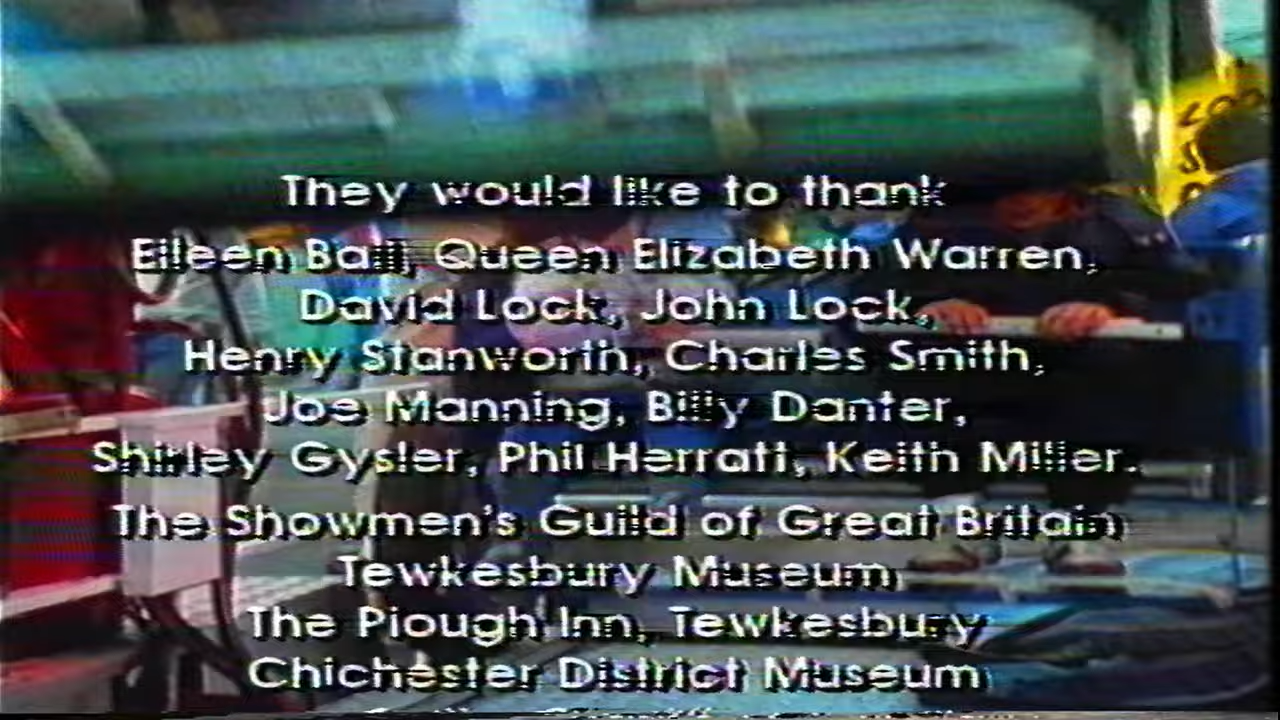 They would like to thank
Eileen Ball, Queen Elizabeth Warren,
David Lock, John Lock,
Henry Stanworth, Charles Smith,
Joe Manning, Billy Danter,
Shirley Gysler, Phil Herratt, Keith Miller.
The Showmen's Guild of Great Britain
Tewkesbury Museum
The Plough Inn, Tewkesbury
Chichester District Museum